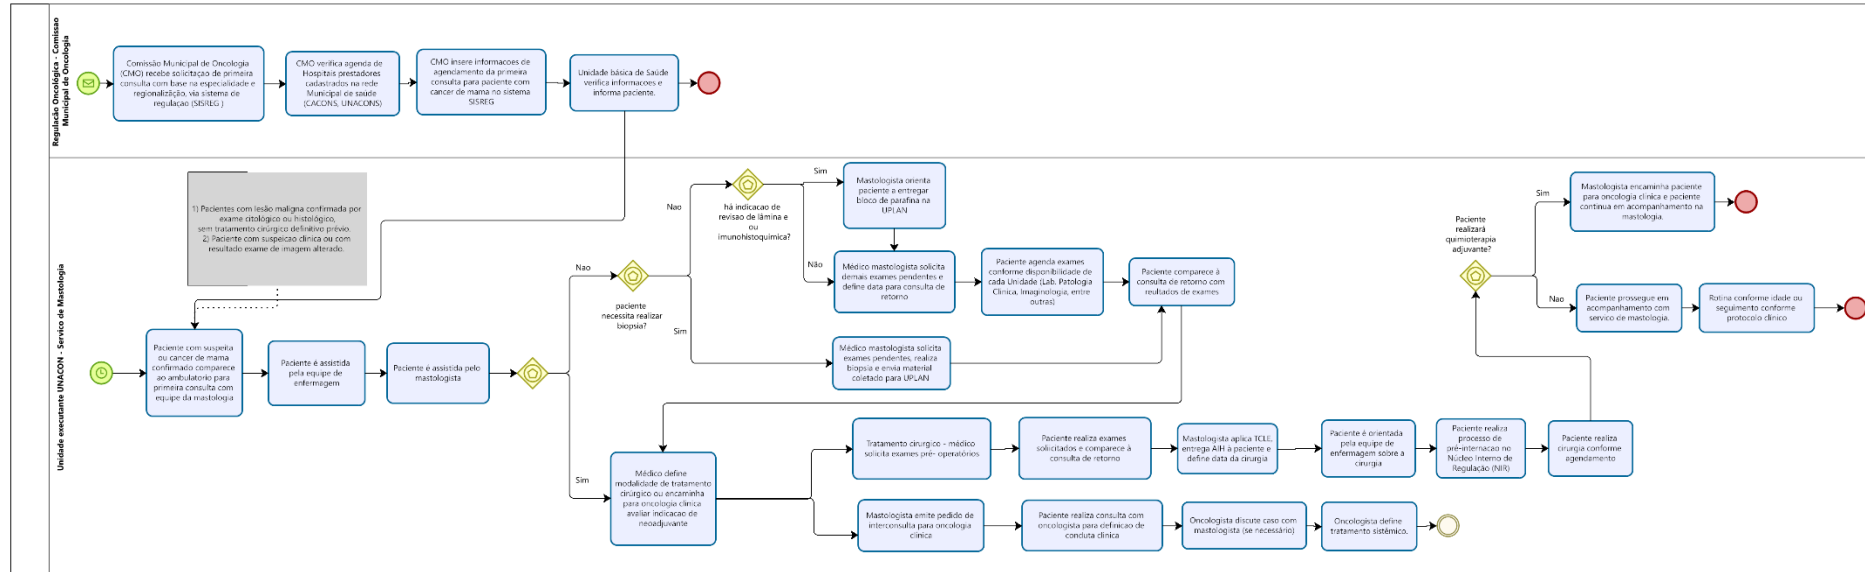 Regulacão Oncológica - Comissao
Municipal de Oncologia
Comissão Municipal de Oncologia
(CMO) recebe solicitaçao de primeira
consulta com base na especialidade e
regionalizãção, via sistema de
regulaçao (SISREG )
CMO verifica agenda de
Hospitais prestadores
cadastrados na rede
Municipal de saúde
(CACONS, UNACONS)
CMO insere informacoes de
agendamento da primeira
consulta para paciente com
cancer de mama no sistema
SISREG
Unidade básica de Saúde
verifica informacoes e
informa paciente.
Unidade executante UNACON - Servico de Mastologia
1) Pacientes com lesão maligna confirmada por
exame citológico ou histológico,
sem tratamento cirúrgico definitivo prévio.
2) Paciente com suspeicao clinica ou com
resultado exame de imagem alterado.
Paciente com suspeita
ou cancer de mama
confirmado comparece
ao ambulatorio para
primeira consulta com
equipe da mastologia
Paciente é assistida
pela equipe de
enfermagem
Paciente é assistida pelo
mastologista
Nao
Sim
paciente
necessita realizar
biopsia?
Nao
Sim
há indicacao de
revisao de lâmina e
ou
imunohistoquimica?
Sim
Não
Mastologista orienta
paciente a entregar
bloco de parafina na
UPLAN
Médico mastologista solicita
demais exames pendentes e
define data para consulta de
retorno
Paciente agenda exames
conforme disponibilidade de
cada Unidade (Lab. Patologia
Clinica, Imaginologia, entre
outras)
Paciente comparece à
consulta de retorno com
reultados de exames
Médico mastologista solicita
exames pendentes, realiza
biopsia e envia material
coletado para UPLAN
Médico define
modalidade de tratamento
cirúrgico ou encaminha
para oncologia clinica
avaliar indicacao de
neoadjuvante
Tratamento cirurgico - médico
solicita exames pré- operatórios
Paciente realiza exames
solicitados e comparece à
consulta de retorno
Mastologista aplica TCLE,
entrega AIH à paciente e
define data da cirurgia
Paciente é orientada
pela equipe de
enfermagem sobre a
cirurgia
Paciente realiza
processo de
pré-internacao no
Núcleo Interno de
Regulação (NIR)
Paciente realiza
cirurgia conforme
agendamento
Mastologista emite pedido de
interconsulta para oncologia
clinica
Paciente realiza consulta com
oncologista para definicao de
conduta clinica
Oncologista discute caso com
mastologista (se necessário)
Oncologista define
tratamento sistêmico.
Paciente
realizará
quimioterapia
adjuvante?
Sim
Nao
Mastologista encaminha paciente
para oncologia clinica e paciente
continua em acompanhamento na
mastologia.
Paciente prossegue em
acompanhamento com
servico de mastologia.
Rotina conforme idade ou
seguimento conforme
protocolo clinico